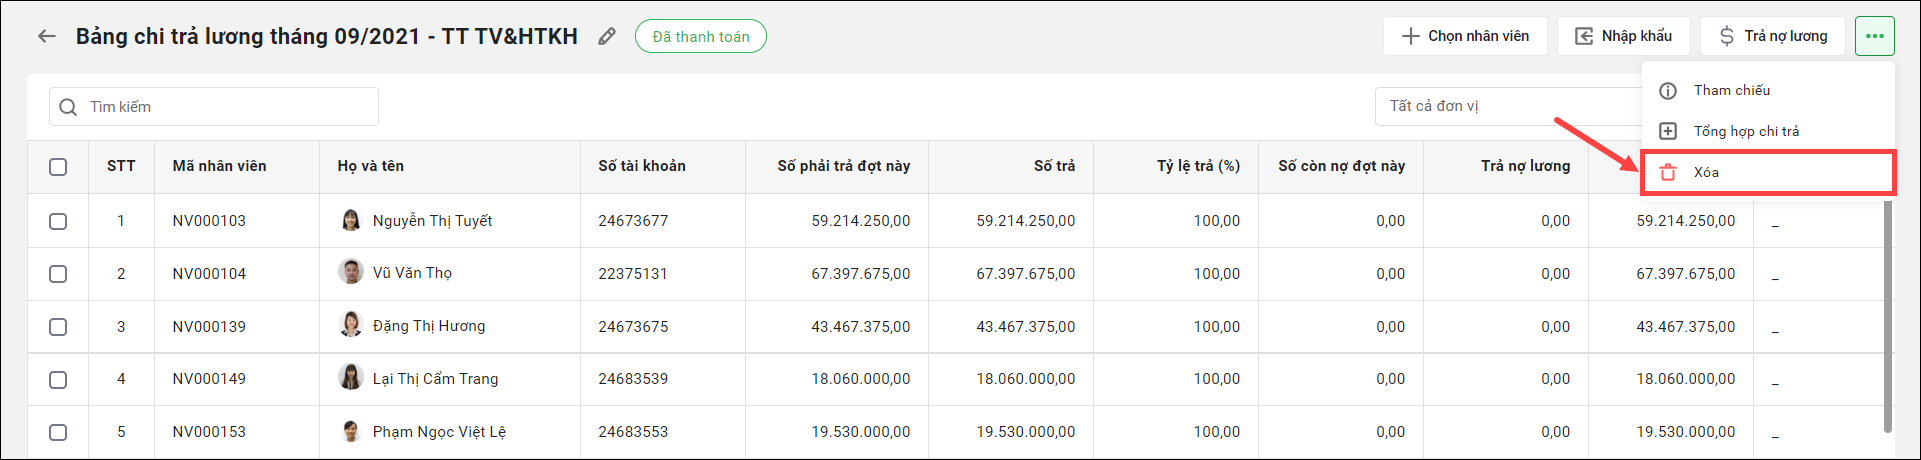 Bảng chi trả lương tháng 09/2021 - TT TV&HTKH Đã thanh toán Chọn nhân viên Nhập khẩu Trả nợ lương
Tìm kiếm Tất cả đơn vị
Tham chiếu
Tổng hợp chi trả
Xóa
STT Mã nhân viên Họ và tên Số tài khoản Số phải trả đợt này Số trả Tỷ lệ trả (%) Số còn nợ đợt này Trả nợ lương
1 NV000103 Nguyễn Thị Tuyết 24673677 59.214.250,00 59.214.250,00 100,00 0,00 0,00 59.214.250,00 _
2 NV000104 Vũ Văn Thọ 22375131 67.397.675,00 67.397.675,00 100,00 0,00 0,00 67.397.675,00 _
3 NV000139 Đặng Thị Hương 24673675 43.467.375,00 43.467.375,00 100,00 0,00 0,00 43.467.375,00 _
4 NV000149 Lại Thị Cẩm Trang 24683539 18.060.000,00 18.060.000,00 100,00 0,00 0,00 18.060.000,00 _
5 NV000153 Phạm Ngọc Việt Lệ 24683553 19.530.000,00 19.530.000,00 100,00 0,00 0,00 19.530.000,00 _